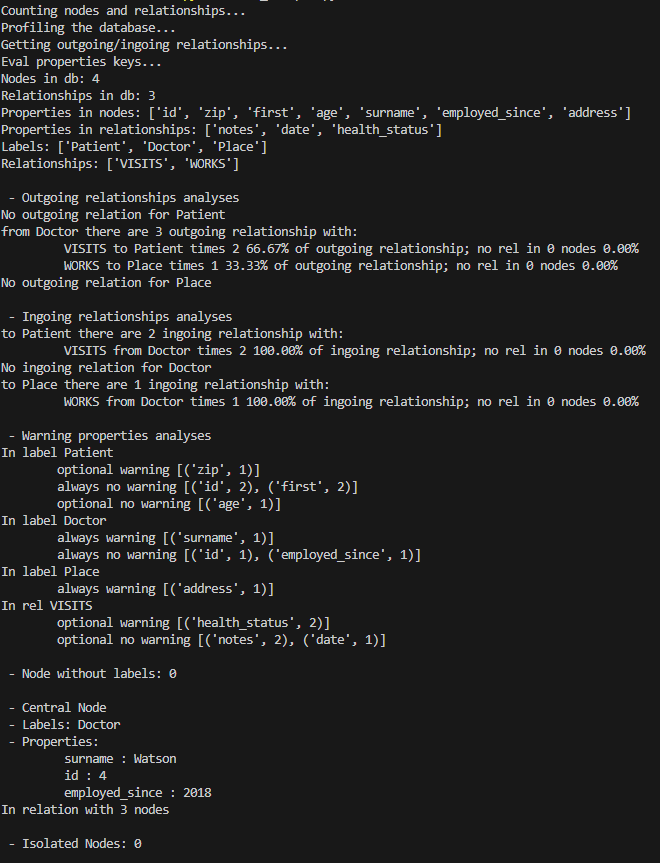 Counting nodes and relationships...
Profiling the database...
Getting outgoing/ingoing relationships...
Eval properties keys...
Nodes in db: 4
Relationships in db: 3
Properties in nodes: ['id', 'zip', 'first', 'age', 'surname', 'employed_since', 'address']
Properties in relationships: ['notes', 'date', 'health_status']
Labels: ['Patient', 'Doctor', 'Place']
Relationships: ['VISITS', 'WORKS']
- Outgoing relationships analyses
No outgoing relation for Patient
from Doctor there are 3 outgoing relationship with:
VISITS to Patient times 2 66.67% of outgoing relationship; no rel in 0 nodes 0.00%
WORKS to Place times 1 33.33% of outgoing relationship; no rel in 0 nodes 0.00%
No outgoing relation for Place
- Ingoing relationships analyses
to Patient there are 2 ingoing relationship with:
VISITS from Doctor times 2 100.00% of ingoing relationship; no rel in 0 nodes 0.00%
No ingoing relation for Doctor
to Place there are 1 ingoing relationship with:
WORKS from Doctor times 1 100.00% of ingoing relationship; no rel in 0 nodes 0.00%
- Warning properties analyses
In label Patient
optional warning [('zip', 1)]
always no warning [('id', 2), ('first', 2)]
optional no warning [('age', 1)]
In label Doctor
always warning [('surname', 1)]
always no warning [('id', 1), ('employed_since', 1)]
In label Place
always warning [('address', 1)]
In rel VISITS
optional warning [('health_status', 2)]
optional no warning [('notes', 2), ('date', 1)]
- Node without labels: 0
- Central Node
- Labels: Doctor
- Properties:
surname : Watson
id : 4
employed_since : 2018
In relation with 3 nodes
- Isolated Nodes: 0